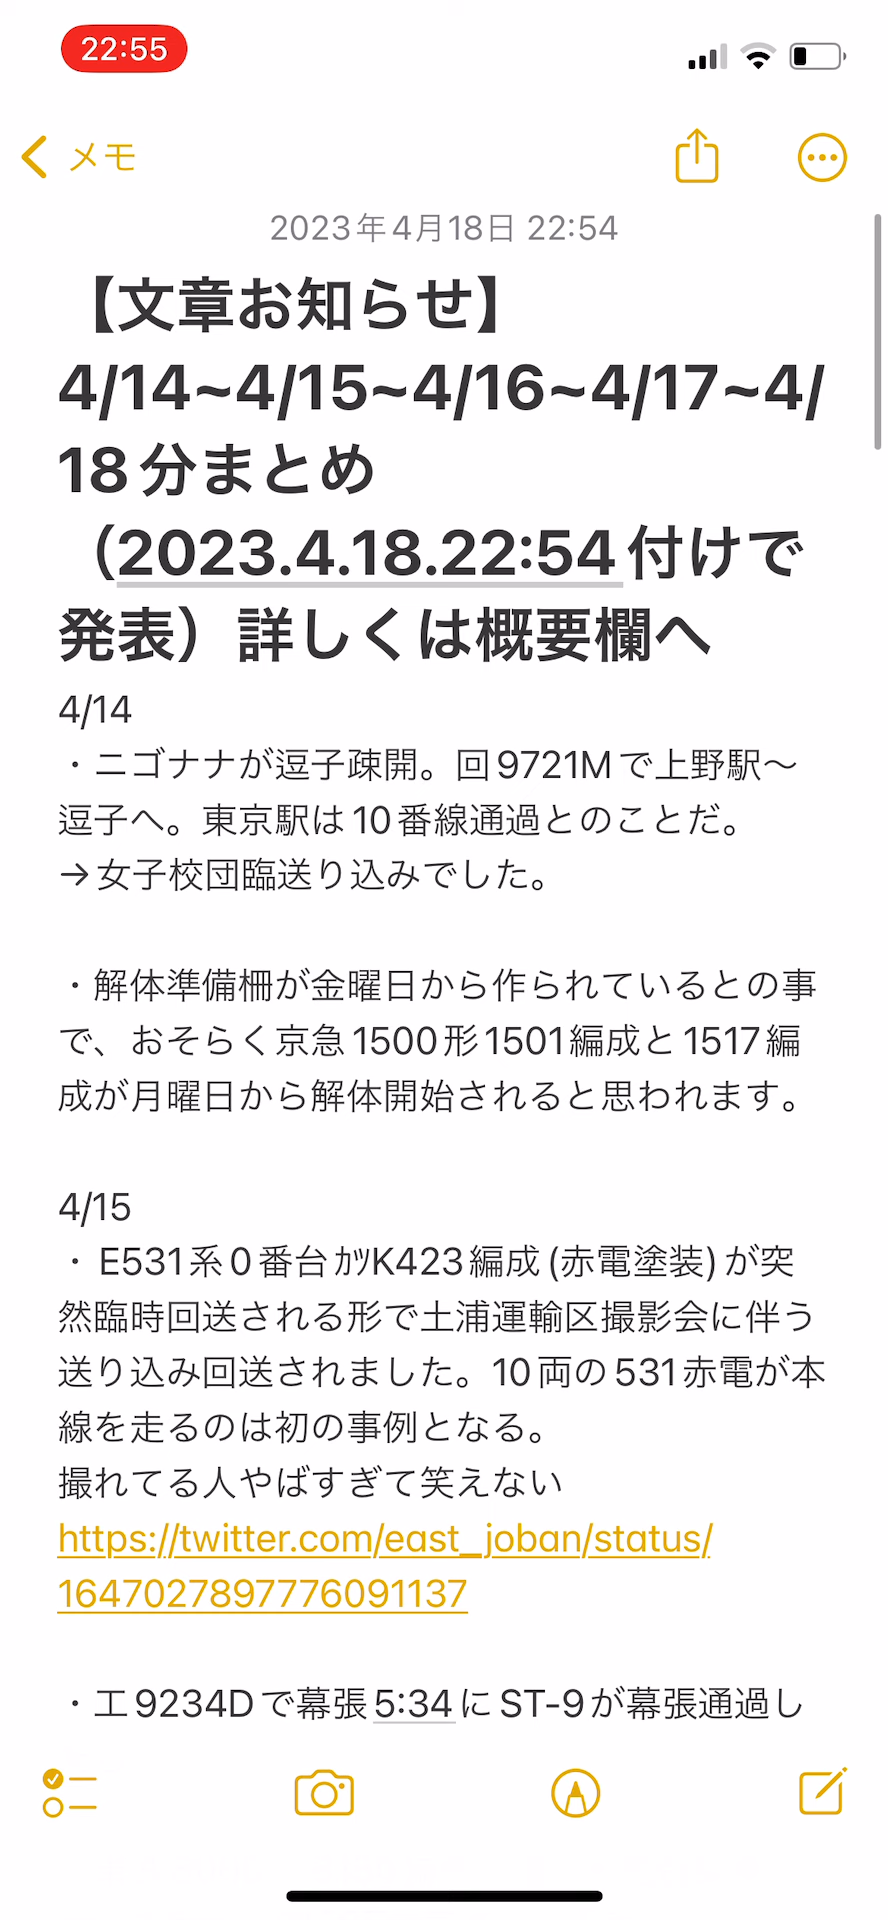 22:55
メモ
2023年4月18日 22:54
【文章お知らせ】
4/14~4/15~4/16~4/17~4/
18分まとめ
（2023.4.18.22:54付けで
発表）詳しくは概要欄へ
4/14
・ニゴナナが逗子疎開。回9721Mで上野駅〜
逗子へ。東京駅は10番線通過とのことだ。
→女子校団臨送り込みでした。
・解体準備柵が金曜日から作られているとの事
で、おそらく京急1500形1501編成と1517編
成が月曜日から解体開始されると思われます。
4/15
・E531系0番台ｶﾂK423編成(赤電塗装)が突
然臨時回送される形で土浦運輸区撮影会に伴う
送り込み回送されました。10両の531赤電が本
線を走るのは初の事例となる。
撮れてる人やばすぎて笑えない
https://twitter.com/east_joban/status/
1647027897776091137
・工9234Dで幕張5:34にST-9が幕張通過し